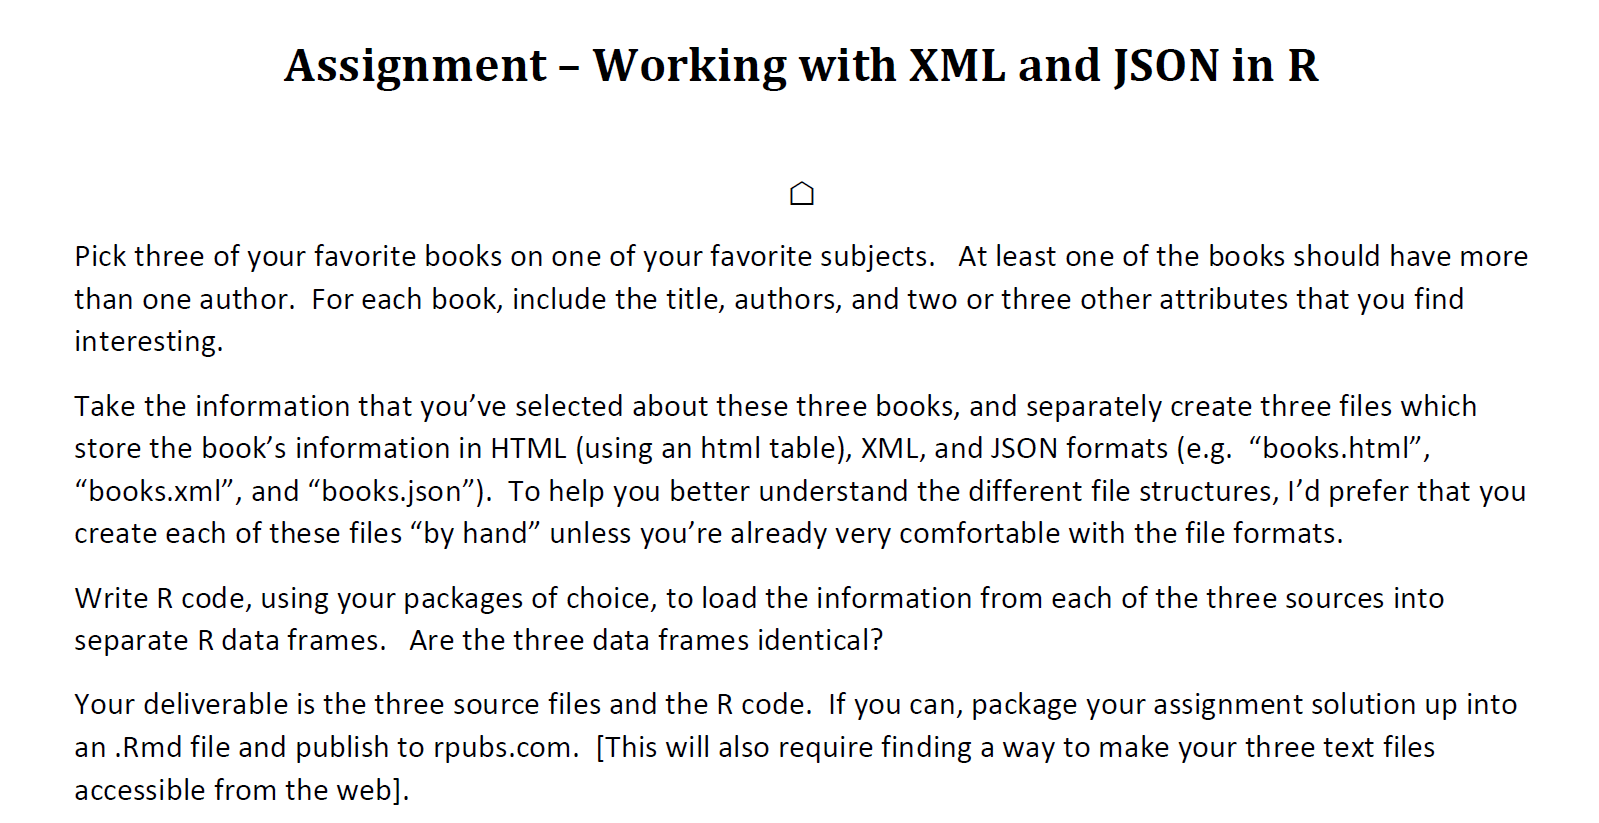 Assignment – Working with XML and JSON in R
Pick three of your favorite books on one of your favorite subjects.   At least one of the books should have more
than one author.  For each book, include the title, authors, and two or three other attributes that you find
interesting.
Take the information that you’ve selected about these three books, and separately create three files which
store the book’s information in HTML (using an html table), XML, and JSON formats (e.g.  “books.html”,
“books.xml”, and “books.json”).  To help you better understand the different file structures, I’d prefer that you
create each of these files “by hand” unless you’re already very comfortable with the file formats.
Write R code, using your packages of choice, to load the information from each of the three sources into
separate R data frames.   Are the three data frames identical?
Your deliverable is the three source files and the R code.  If you can, package your assignment solution up into
an .Rmd file and publish to rpubs.com.  [This will also require finding a way to make your three text files
accessible from the web].